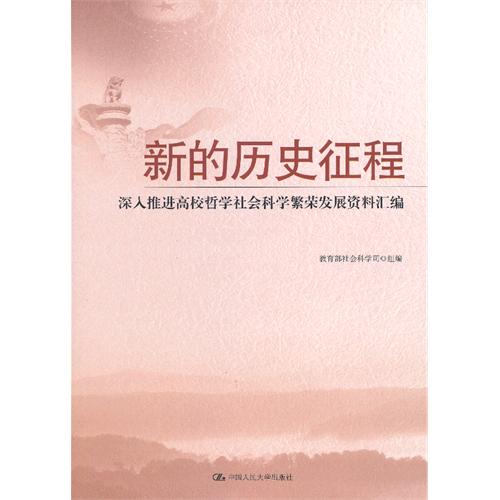 新的历史征程
深入推进高校哲学社会科学繁荣发展资料汇编
教育部社会科学司◎组编
中国人民大学出版社